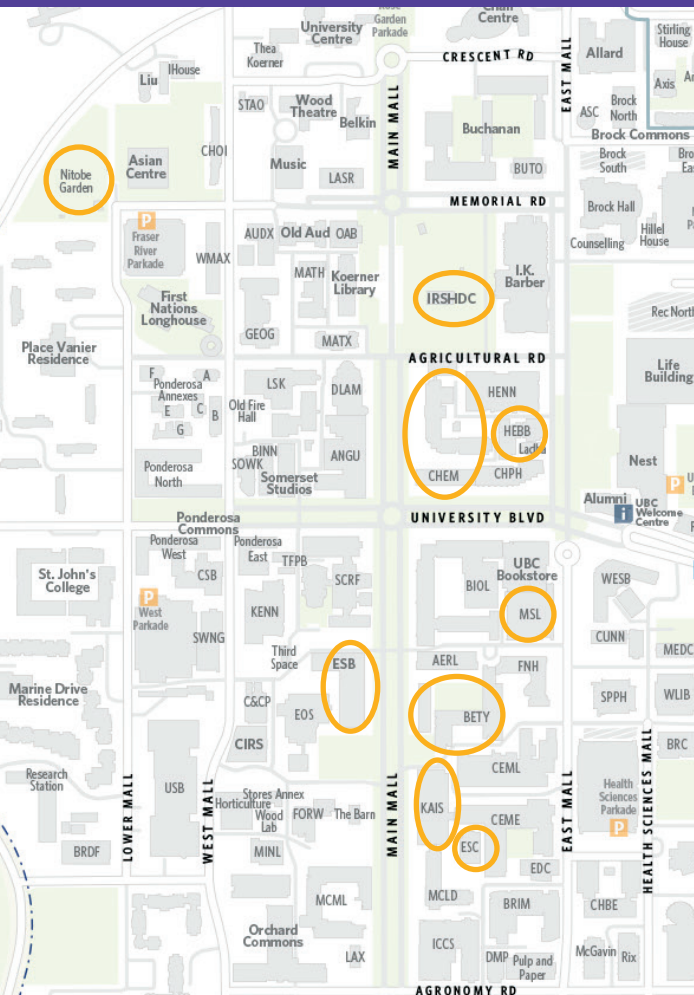 Rose
Garden
Parkade
University
Centre
Chan
Centre
Thea
Koerner
CRESCENT RD
EAST MALL
Allard
Stirling
House
Liu
IHouse
STAO
Wood
Theatre
Belkin
MAIN MALL
Buchanan
ASC
Brock
North
Axis
Brock Commons
Nitobe
Garden
Asian
Centre
CHOI
Music
LASR
BUTO
Brock
South
MEMORIAL RD
Brock Hall
P
Fraser
River
Parkade
WMAX
AUDX
Old Aud
OAB
Counselling
Hillel
House
MATH
Koerner
Library
IRSHDC
I.K.
Barber
First
Nations
Longhouse
GEOG
MATX
Rec North
Place Vanier
Residence
AGRICULTURAL RD
Life
Building
F
A
Ponderosa
Annexes
E
C
B
G
LSK
DLAM
HENN
Old Fire
Hall
HEBB
Ladha
BINN
SOWK
ANGU
Ponderosa
North
Somerset
Studios
CHEM
CHPH
Nest
P
Alumni
i
UBC
Welcome
Centre
Ponderosa
Commons
UNIVERSITY BLVD
Ponderosa
West
Ponderosa
East
TFPB
CSB
SCRF
BIOL
UBC
Bookstore
WESB
St. John's
College
P
West
Parkade
KENN
MSL
SWNG
CUNN
Third
Space
ESB
AERL
FNH
MEDC
Marine Drive
Residence
C&CP
EOS
BETY
SPPH
WLIB
CIRS
BRC
CEML
Research
Station
LOWER MALL
USB
WEST MALL
Stores Annex
Horticulture
Wood
Lab
FORW
The Barn
MAIN MALL
KAIS
CEME
EAST MALL
Health
Sciences
Parkade
P
HEALTH SCIENCES MALL
BRDF
MINL
ESC
EDC
MCML
MCLD
BRIM
CHBE
Orchard
Commons
LAX
ICCS
DMP
Pulp and
Paper
McGavin
Rix
AGRONOMY RD